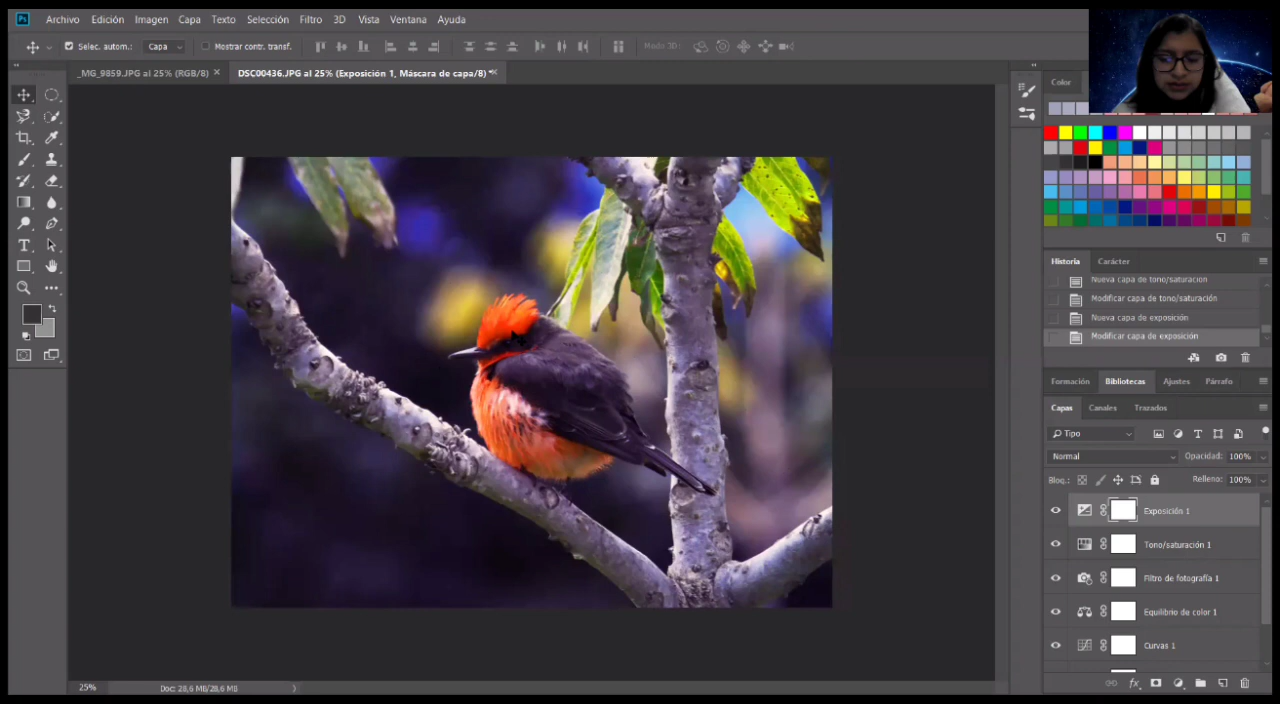 Ps Archivo Edición Imagen Capa Texto Selección Filtro 3D Vista Ventana Ayuda
Selec. autom.: Capa Mostrar contr. transf. Modo 3D:
_MG_9859.JPG al 25% (RGB/8) × DSC00436.JPG al 25% (Exposición 1, Máscara de capa/8) *
Color
Historia Carácter
Nueva capa de tono/saturación
Modificar capa de tono/saturación
Nueva capa de exposición
Modificar capa de exposición
Formación Bibliotecas Ajustes Párrafo
Capas Canales Trazados
Tipo
Normal Opacidad: 100%
Bloq.: Relleno: 100%
Exposición 1
Tono/saturación 1
Filtro de fotografía 1
Equilibrio de color 1
Curvas 1
25% Doc: 28,6 MB/28,6 MB